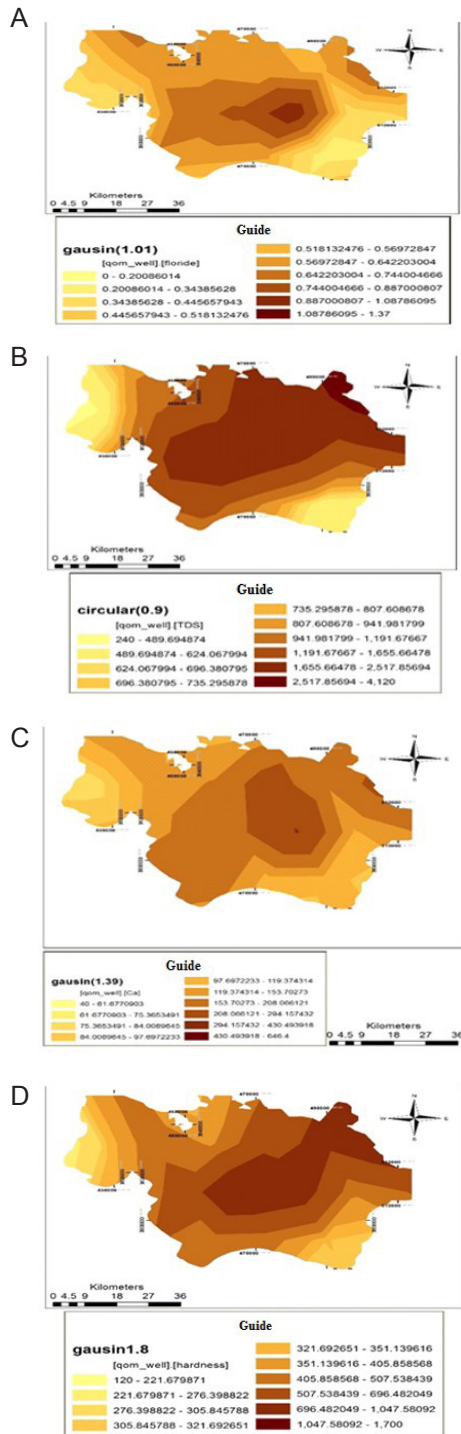 A
N
W
E
S
Kilometers
0 4.5 9 18 27 36
Guide
gausin(1.01)
[qom_well].[floride]
0 - 0.20086014
0.20086014 - 0.34385628
0.34385628 - 0.445657943
0.445657943 - 0.518132476
0.518132476 - 0.56972847
0.56972847 - 0.642203004
0.642203004 - 0.744004666
0.744004666 - 0.887000807
0.887000807 - 1.08786095
1.08786095 - 1.37
B
N
W
E
S
Kilometers
0 4.5 9 18 27 36
Guide
circular(0.9)
[qom_well].[TDS]
240 - 489.694874
489.694874 - 624.067994
624.067994 - 696.380795
696.380795 - 735.295878
735.295878 - 807.608678
807.608678 - 941.981799
941.981799 - 1,191.67667
1,191.67667 - 1,655.66478
1,655.66478 - 2,517.85694
2,517.85694 - 4,120
C
N
W
E
S
Guide
gausin(1.39)
[qom_well].[Ca]
40 - 61.6770903
61.6770903 - 75.3653491
75.3653491 - 84.0089645
84.0089645 - 97.6972233
97.6972233 - 119.374314
119.374314 - 153.70273
153.70273 - 208.066121
208.066121 - 294.157432
294.157432 - 430.493918
430.493918 - 646.4
Kilometers
0 4.5 9 18 27 36
D
N
W
E
S
Kilometers
0 4.5 9 18 27 36
Guide
gausin1.8
[qom_well].[hardness]
120 - 221.679871
221.679871 - 276.398822
276.398822 - 305.845788
305.845788 - 321.692651
321.692651 - 351.139616
351.139616 - 405.858568
405.858568 - 507.538439
507.538439 - 696.482049
696.482049 - 1,047.58092
1,047.58092 - 1,700